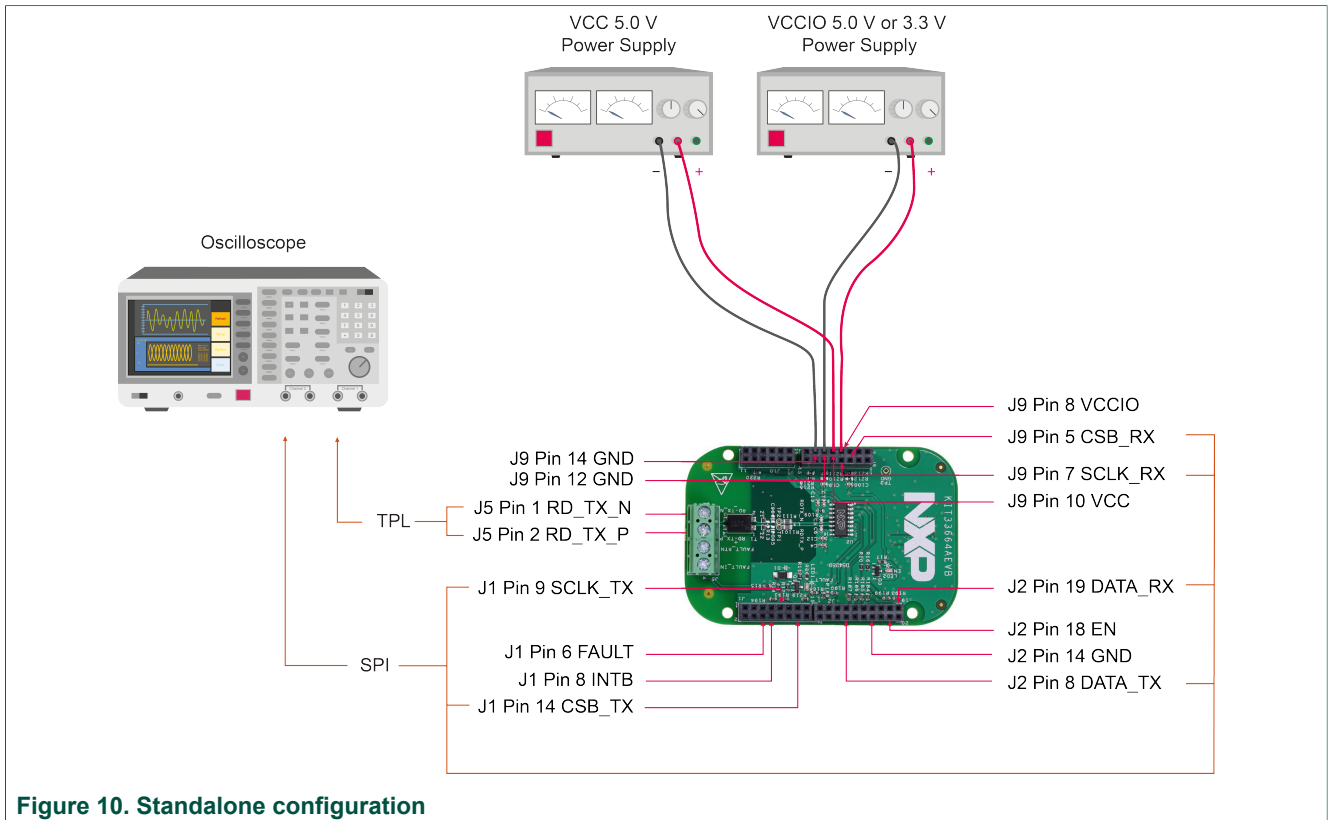 VCC 5.0 V
Power Supply
VCCIO 5.0 V or 3.3 V
Power Supply
− +
− +
Oscilloscope
J9 Pin 8 VCCIO
J9 Pin 5 CSB_RX
J9 Pin 14 GND
J9 Pin 12 GND
J9 Pin 7 SCLK_RX
J9 Pin 10 VCC
TPL
J5 Pin 1 RD_TX_N
J5 Pin 2 RD_TX_P
J1 Pin 9 SCLK_TX
J2 Pin 19 DATA_RX
J2 Pin 18 EN
SPI
J1 Pin 6 FAULT
J2 Pin 14 GND
J1 Pin 8 INTB
J2 Pin 8 DATA_TX
J1 Pin 14 CSB_TX
NXP
KIT33664AEVB
FAULT_RTN
FAULT_IN
Figure 10. Standalone configuration